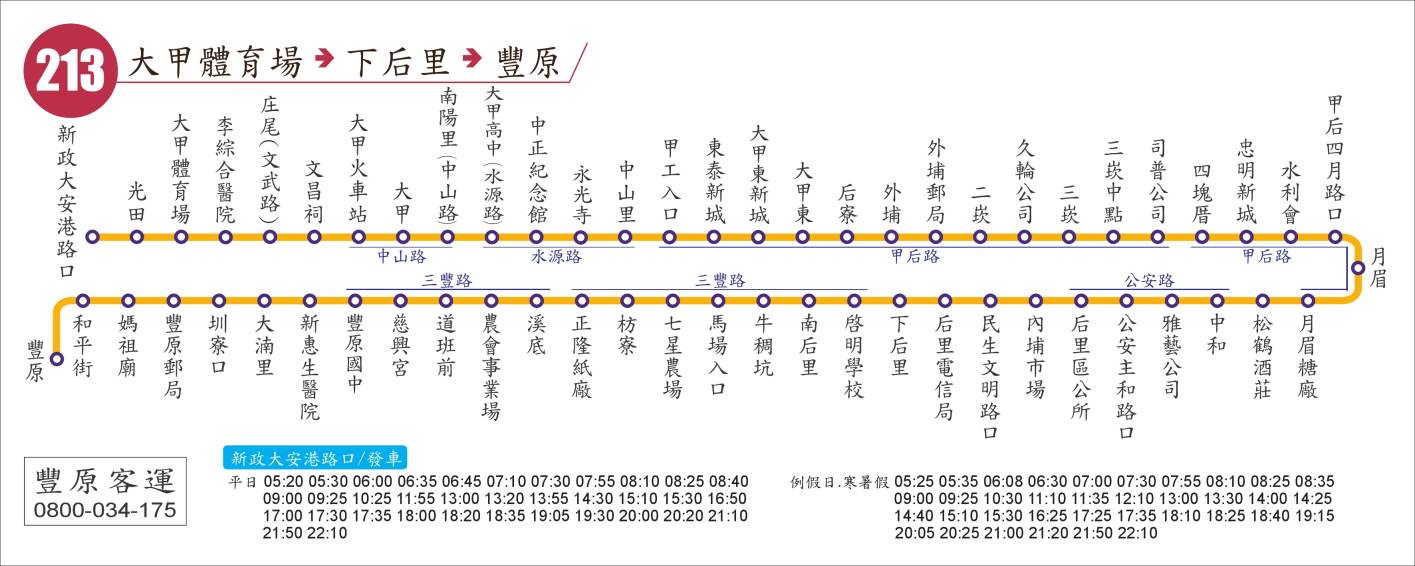 213
大甲體育場➔下后里➔豐原
新政大安港路口
光田
大甲體育場
李綜合醫院
庄尾(文武路)
文昌祠
大甲火車站
大甲
南陽里(中山路)
大甲高中(水源路)
中正紀念館
永光寺
中山里
甲工入口
東泰新城
大甲東新城
大甲東
后寮
外埔
外埔郵局
二崁
久輪公司
三崁
三崁中點
司普公司
四塊厝
忠明新城
水利會
甲后四月路口
月眉
中山路
水源路
甲后路
甲后路
三豐路
三豐路
公安路
豐原
和平街
媽祖廟
豐原郵局
圳寮口
大湳里
新惠生醫院
豐原國中
慈興宮
道班前
農會事業場
溪底
正隆紙廠
枋寮
七星農場
馬場入口
牛稠坑
南后里
啓明學校
下后里
后里電信局
民生文明路口
內埔市場
后里區公所
公安主和路口
雅藝公司
中和
松鶴酒莊
月眉糖廠
豐原客運
0800-034-175
新政大安港路口/發車
平日 05:20 05:30 06:00 06:35 06:45 07:10 07:30 07:55 08:10 08:25 08:40
09:00 09:25 10:25 11:55 13:00 13:20 13:55 14:30 15:10 15:30 16:50
17:00 17:30 17:35 18:00 18:20 18:35 19:05 19:30 20:00 20:20 21:10
21:50 22:10
例假日.寒暑假 05:25 05:35 06:08 06:30 07:00 07:30 07:55 08:10 08:25 08:35
09:00 09:25 10:30 11:10 11:35 12:10 13:00 13:30 14:00 14:25
14:40 15:10 15:30 16:25 17:25 17:35 18:10 18:25 18:40 19:15
20:05 20:25 21:00 21:20 21:50 22:10